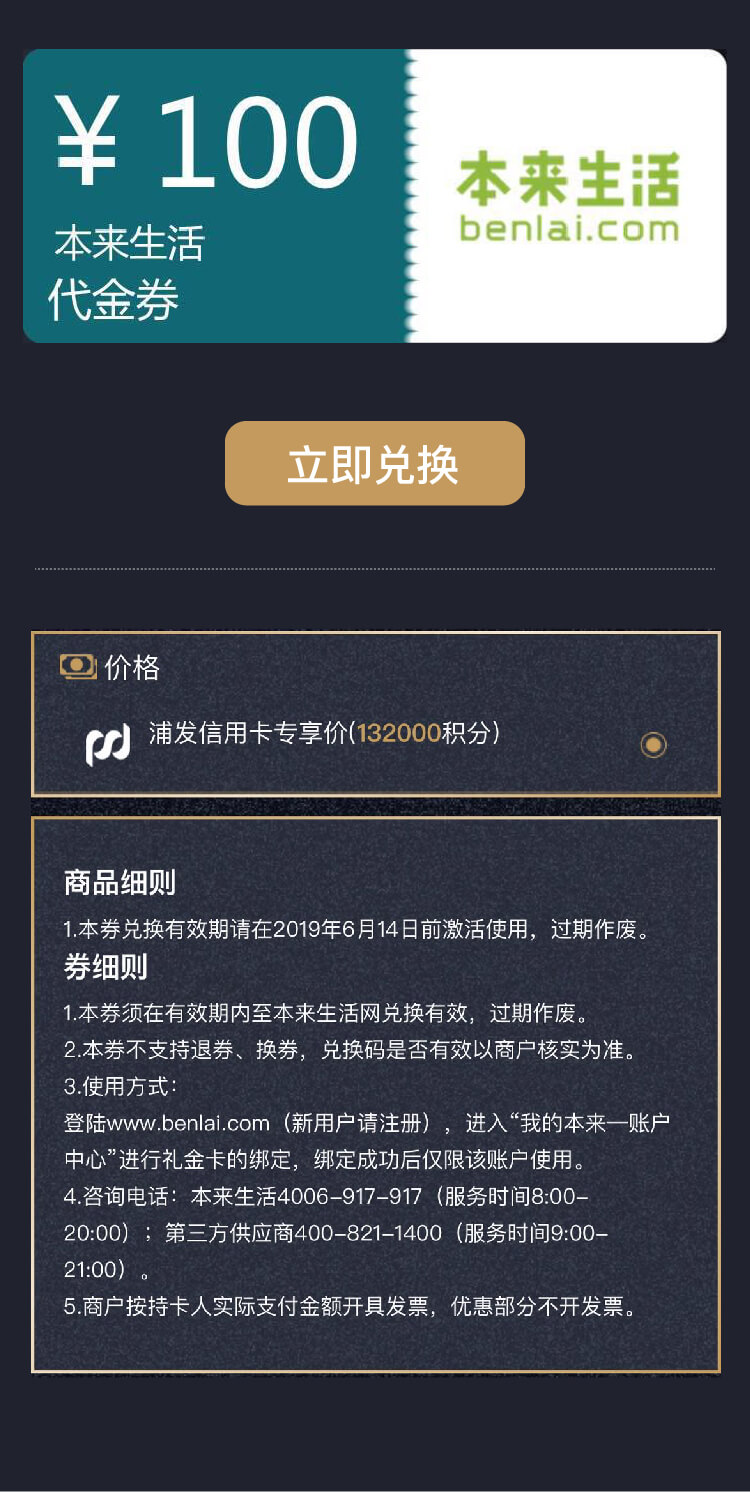 ¥ 100
本来生活
代金券
本来生活
benlai.com
立即兑换
价格
浦发信用卡专享价(132000积分)
商品细则
1.本券兑换有效期请在2019年6月14日前激活使用，过期作废。
券细则
1.本券须在有效期内至本来生活网兑换有效，过期作废。
2.本券不支持退券、换券，兑换码是否有效以商户核实为准。
3.使用方式：
登陆www.benlai.com（新用户请注册），进入“我的本来—账户
中心”进行礼金卡的绑定，绑定成功后仅限该账户使用。
4.咨询电话：本来生活4006-917-917（服务时间8:00-
20:00）；第三方供应商400-821-1400（服务时间9:00-
21:00）。
5.商户按持卡人实际支付金额开具发票，优惠部分不开发票。